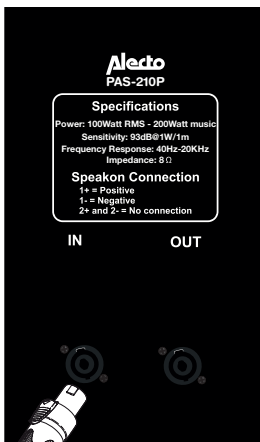 Alecto
PAS-210P
Specifications
Power: 100Watt RMS - 200Watt music
Sensitivity: 93dB@1W/1m
Frequency Response: 40Hz-20KHz
Impedance: 8 Ω
Speakon Connection
1+ = Positive
1- = Negative
2+ and 2- = No connection
IN OUT